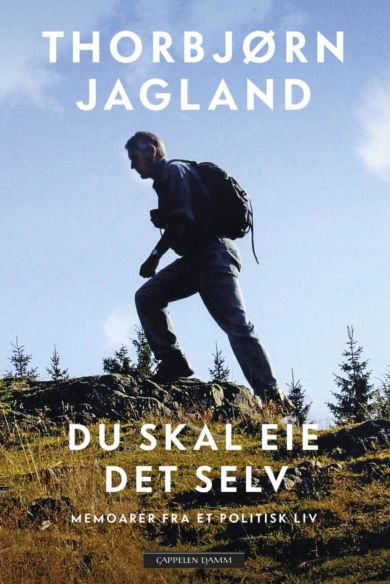 THORBJØRN
JAGLAND
DU SKAL EIE
DET SELV
MEMOARER FRA ET POLITISK LIV
CAPPELEN DAMM